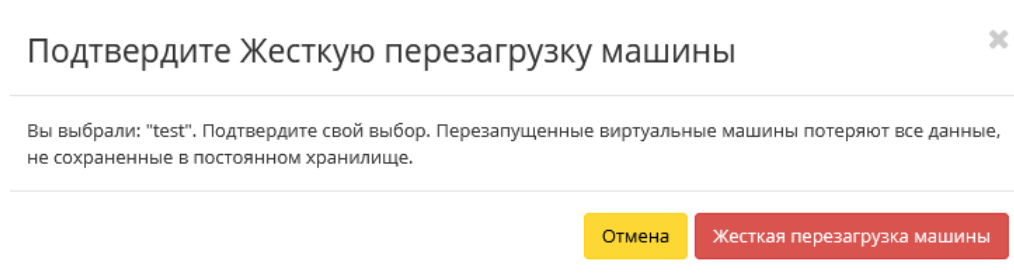 Подтвердите Жесткую перезагрузку машины
Вы выбрали: "test". Подтвердите свой выбор. Перезапущенные виртуальные машины потеряют все данные,
не сохраненные в постоянном хранилище.
Отмена
Жесткая перезагрузка машины